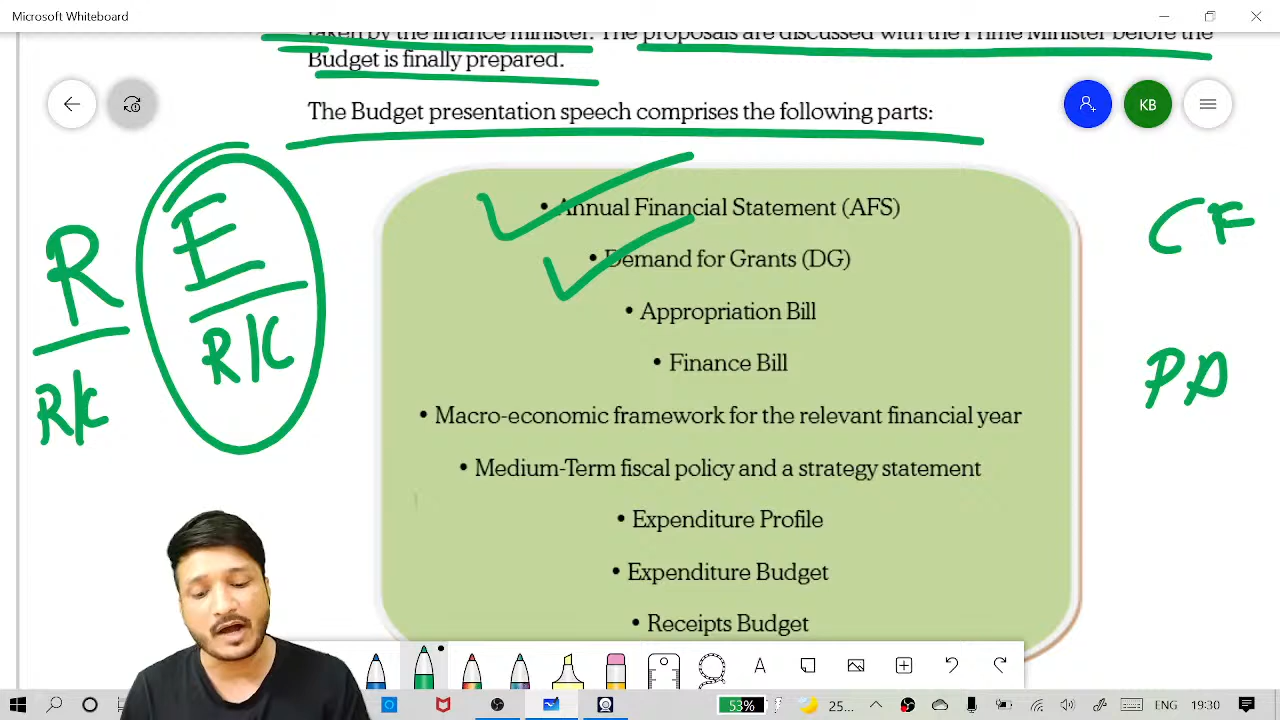 Microsoft Whiteboard
taken by the finance minister. The proposals are discussed with the Prime Minister before the
Budget is finally prepared.
KB
The Budget presentation speech comprises the following parts:
• Annual Financial Statement (AFS)
• Demand for Grants (DG)
• Appropriation Bill
• Finance Bill
• Macro-economic framework for the relevant financial year
• Medium-Term fiscal policy and a strategy statement
• Expenditure Profile
• Expenditure Budget
• Receipts Budget
R
R/C
E
R/C
CF
PA
A
53%
25...
ENG
19:30